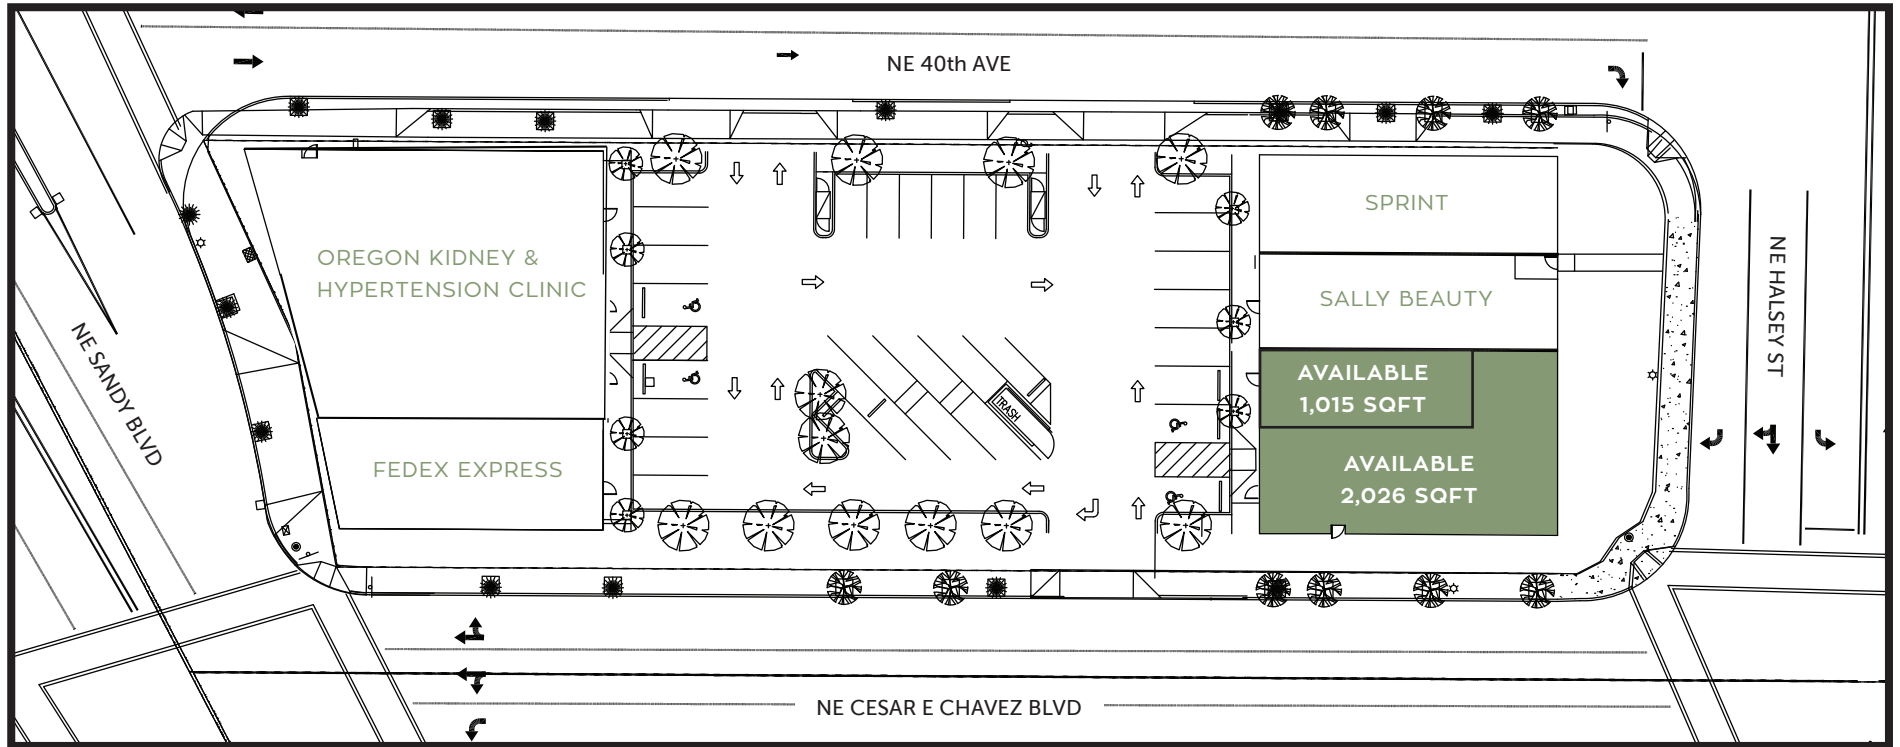 NE 40th AVE
SPRINT
OREGON KIDNEY &
HYPERTENSION CLINIC
SALLY BEAUTY
NE HALSEY ST
NE SANDY BLVD
AVAILABLE
1,015 SQFT
TRASH
FEDEX EXPRESS
AVAILABLE
2,026 SQFT
NE CESAR E CHAVEZ BLVD